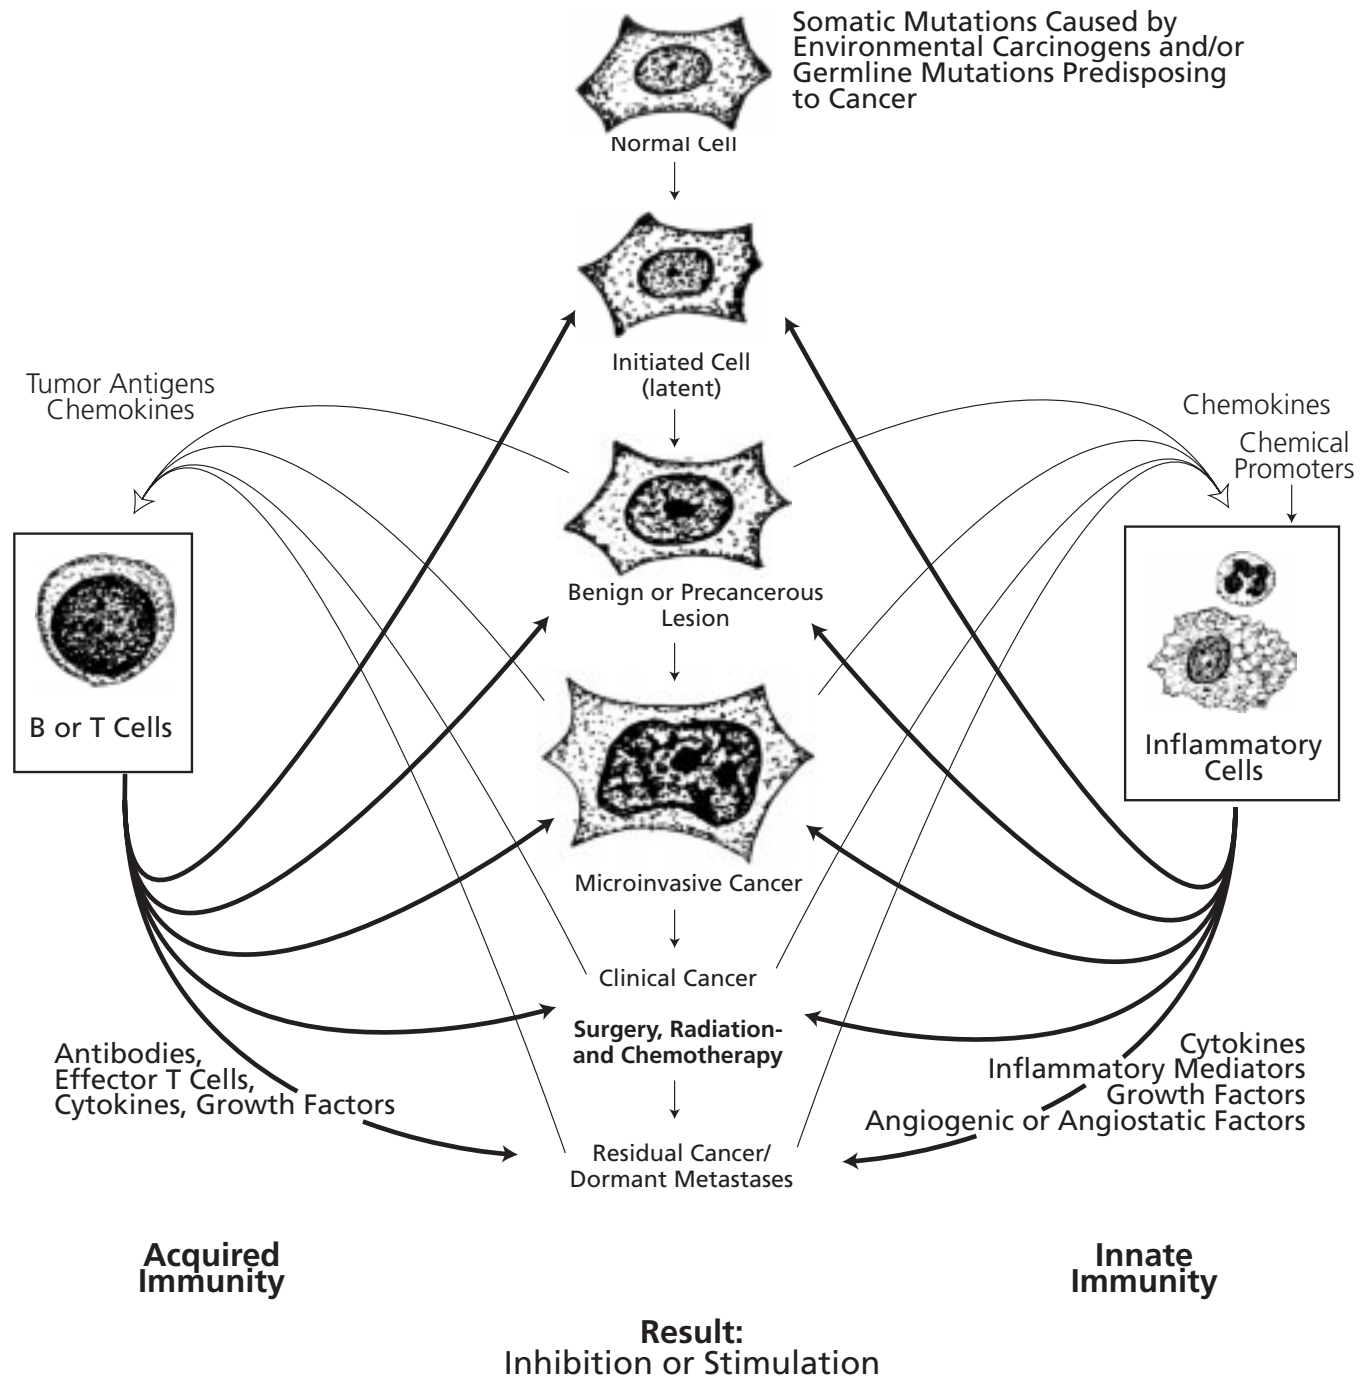 Somatic Mutations Caused by
Environmental Carcinogens and/or
Germline Mutations Predisposing
to Cancer
Normal Cell
Initiated Cell
(latent)
Tumor Antigens
Chemokines
Chemokines
Chemical
Promoters
Benign or Precancerous
Lesion
B or T Cells
Inflammatory
Cells
Microinvasive Cancer
Clinical Cancer
Surgery, Radiation-
and Chemotherapy
Antibodies,
Effector T Cells,
Cytokines, Growth Factors
Cytokines
Inflammatory Mediators
Growth Factors
Angiogenic or Angiostatic Factors
Residual Cancer/
Dormant Metastases
Acquired
Immunity
Innate
Immunity
Result:
Inhibition or Stimulation